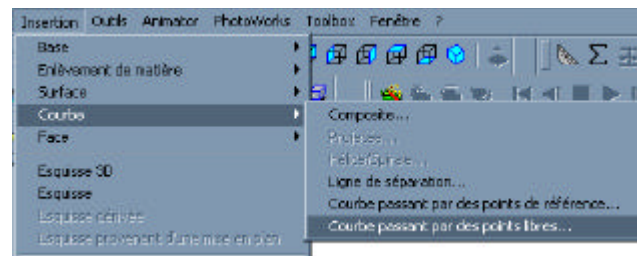 Insertion Outils Animator PhotoWorks Toolbox Fenêtre ?
Base
Enlèvement de matière
Surface
Courbe
Face
Esquisse 3D
Esquisse
Esquisse dérivée
Esquisse provenant d'une mise en plan
Composite...
Projetée...
Hélice/Spirale...
Ligne de séparation...
Courbe passant par des points de référence...
Courbe passant par des points libres...